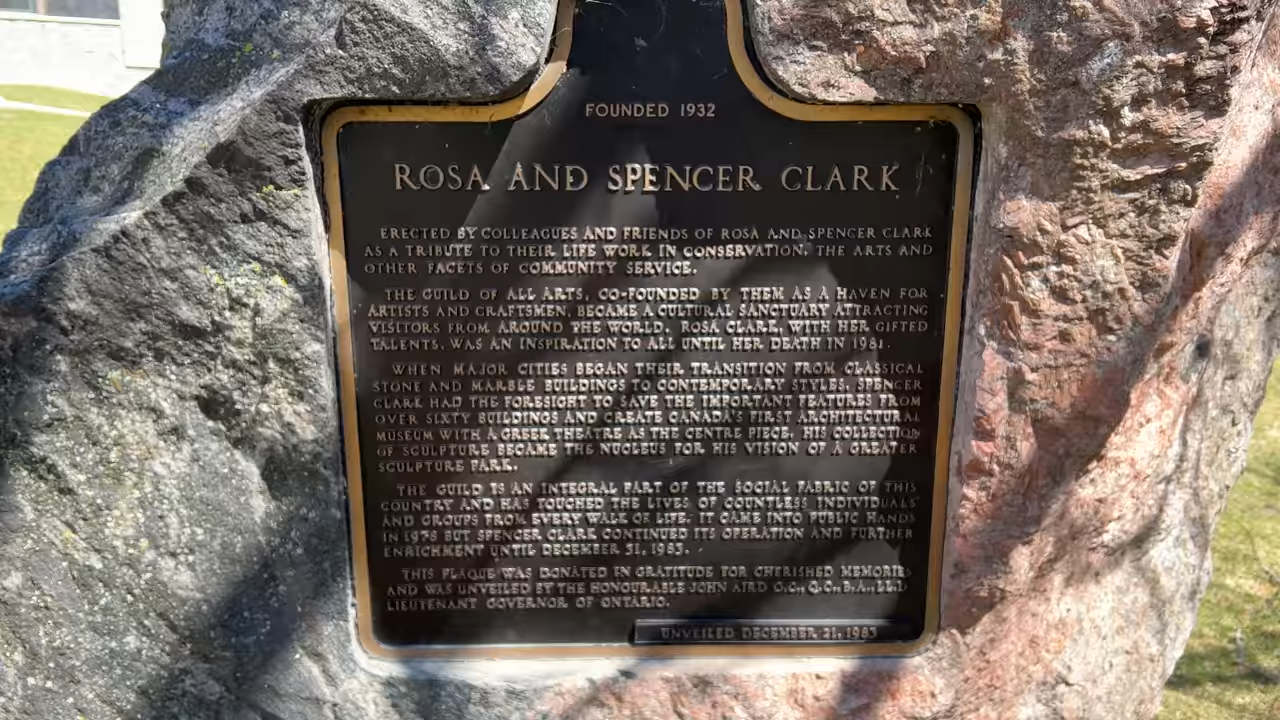 FOUNDED 1932
ROSA AND SPENCER CLARK
ERECTED BY COLLEAGUES AND FRIENDS OF ROSA AND SPENCER CLARK
AS A TRIBUTE TO THEIR LIFE WORK IN CONSERVATION, THE ARTS AND
OTHER FACETS OF COMMUNITY SERVICE.
THE GUILD OF ALL ARTS, CO-FOUNDED BY THEM AS A HAVEN FOR
ARTISTS AND CRAFTSMEN, BECAME A CULTURAL SANCTUARY ATTRACTING
VISITORS FROM AROUND THE WORLD. ROSA CLARK, WITH HER GIFTED
TALENTS, WAS AN INSPIRATION TO ALL UNTIL HER DEATH IN 1981.
WHEN MAJOR CITIES BEGAN THEIR TRANSITION FROM CLASSICAL
STONE AND MARBLE BUILDINGS TO CONTEMPORARY STYLES, SPENCER
CLARK HAD THE FORESIGHT TO SAVE THE IMPORTANT FEATURES FROM
OVER SIXTY BUILDINGS AND CREATE CANADA'S FIRST ARCHITECTURAL
MUSEUM WITH A GREEK THEATRE AS THE CENTRE PIECE. HIS COLLECTION
OF SCULPTURE BECAME THE NUCLEUS FOR HIS VISION OF A GREATER
SCULPTURE PARK.
THE GUILD IS AN INTEGRAL PART OF THE SOCIAL FABRIC OF THIS
COUNTRY AND HAS TOUCHED THE LIVES OF COUNTLESS INDIVIDUALS
AND GROUPS FROM EVERY WALK OF LIFE. IT CAME INTO PUBLIC HANDS
IN 1978 BUT SPENCER CLARK CONTINUED ITS OPERATION AND FURTHER
ENRICHMENT UNTIL DECEMBER 31, 1983.
THIS PLAQUE WAS DONATED IN GRATITUDE FOR CHERISHED MEMORIES
AND WAS UNVEILED BY THE HONOURABLE JOHN AIRD O.C., Q.C., B.A., LL.D
LIEUTENANT GOVERNOR OF ONTARIO.
UNVEILED DECEMBER 21, 1983